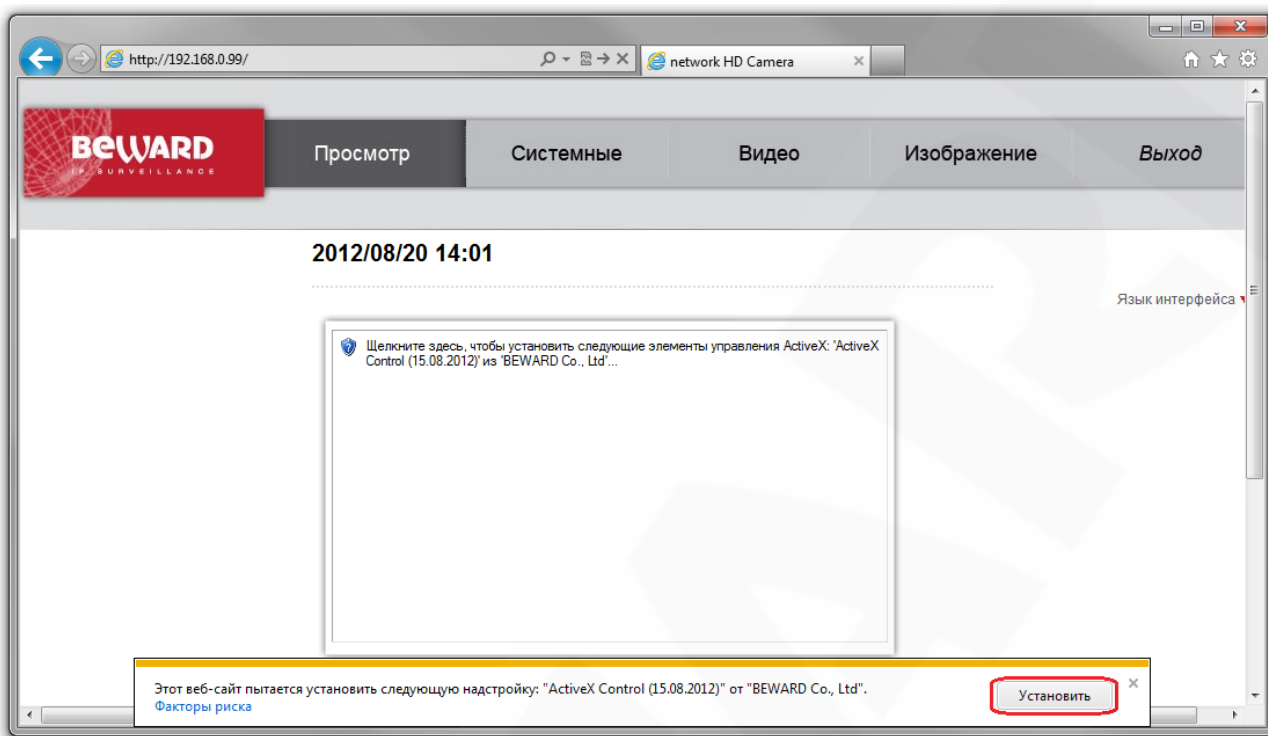 http://192.168.0.99/
network HD Camera
BEWARD
IP SURVEILLANCE
Просмотр
Системные
Видео
Изображение
Выход
2012/08/20 14:01
Язык интерфейса
Щелкните здесь, чтобы установить следующие элементы управления ActiveX: 'ActiveX
Control (15.08.2012)' из 'BEWARD Co., Ltd'...
Этот веб-сайт пытается установить следующую надстройку: "ActiveX Control (15.08.2012)" от "BEWARD Co., Ltd".
Факторы риска
Установить